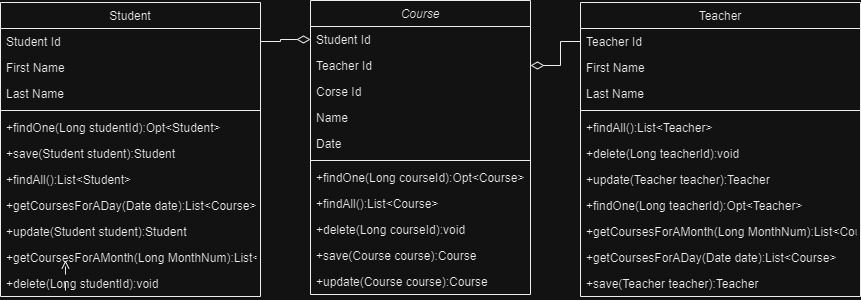 Student
Student Id
First Name
Last Name
+findOne(Long studentId):Opt<Student>
+save(Student student):Student
+findAll():List<Student>
+getCoursesForADay(Date date):List<Course>
+update(Student student):Student
+getCoursesForAMonth(Long MonthNum):List<
+delete(Long studentId):void
Course
Student Id
Teacher Id
Corse Id
Name
Date
+findOne(Long courseId):Opt<Course>
+findAll():List<Course>
+delete(Long courseId):void
+save(Course course):Course
+update(Course course):Course
Teacher
Teacher Id
First Name
Last Name
+findAll():List<Teacher>
+delete(Long teacherId):void
+update(Teacher teacher):Teacher
+findOne(Long teacherId):Opt<Teacher>
+getCoursesForAMonth(Long MonthNum):List<Cou
+getCoursesForADay(Date date):List<Course>
+save(Teacher teacher):Teacher